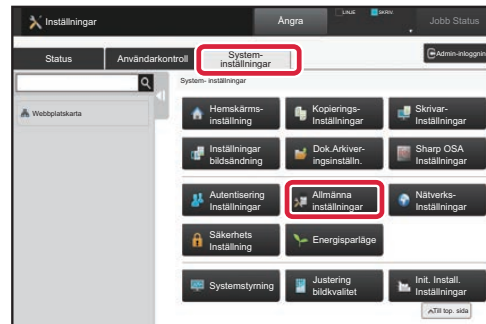 Inställningar
Ångra
LINJE
SKRIV
Jobb Status
Status
Användarkontroll
System-
inställningar
Admin-inloggnin
System- inställningar
Webbplatskarta
Hemskärms-
inställning
Kopierings-
Inställningar
Skrivar-
Inställningar
Inställningar
bildsändning
Dok.Arkiver-
ingsinställn.
Sharp OSA
Inställningar
Autentisering
Inställningar
Allmänna
inställningar
Nätverks-
Inställningar
Säkerhets
Inställning
Energisparläge
Systemstyrning
Justering
bildkvalitet
Init. Install.
Inställningar
Till top. sida